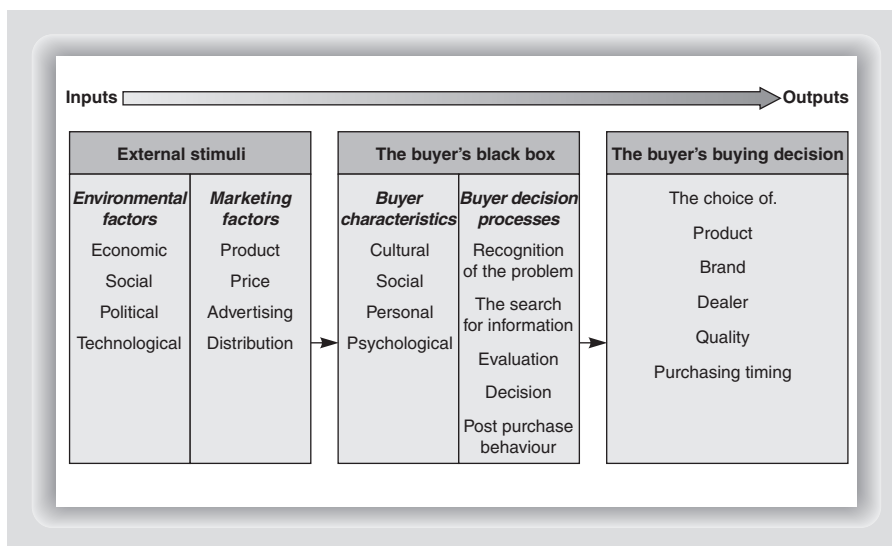 Inputs
Outputs
External stimuli
Environmental
factors
Economic
Social
Political
Technological
Marketing
factors
Product
Price
Advertising
Distribution
The buyer's black box
Buyer
characteristics
Cultural
Social
Personal
Psychological
Buyer decision
processes
Recognition
of the problem
The search
for information
Evaluation
Decision
Post purchase
behaviour
The buyer's buying decision
The choice of.
Product
Brand
Dealer
Quality
Purchasing timing